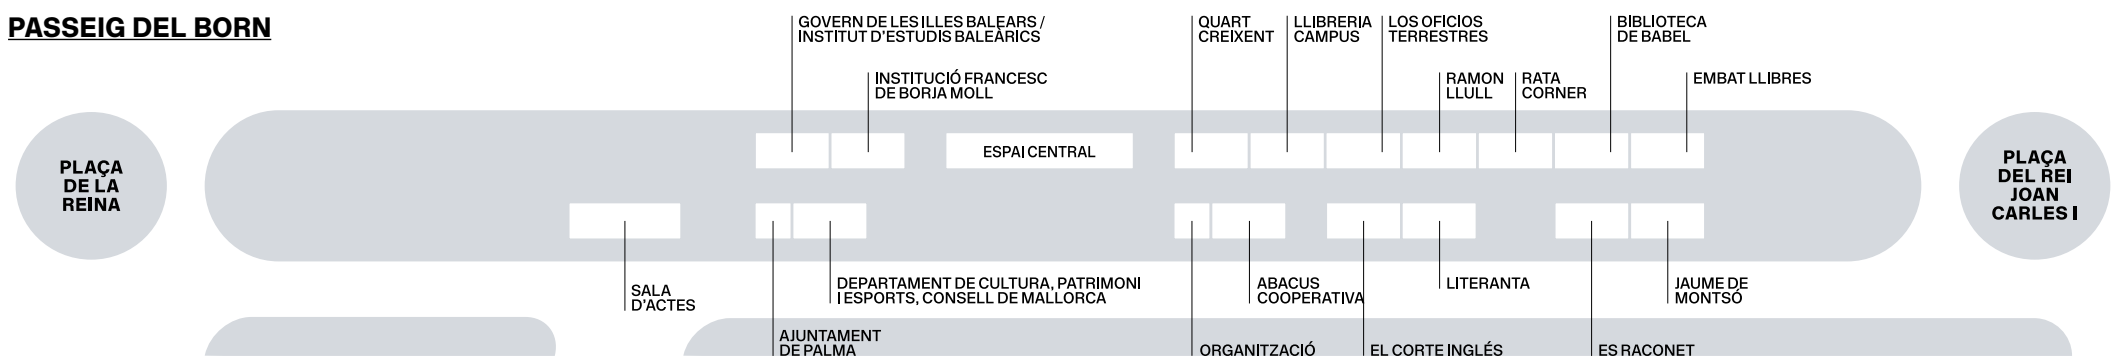 PASSEIG DEL BORN
GOVERN DE LES ILLES BALEARS /
INSTITUT D'ESTUDIS BALEÀRICS
QUART
CREIXENT
LLIBRERIA
CAMPUS
LOS OFICIOS
TERRESTRES
BIBLIOTECA
DE BABEL
INSTITUCIÓ FRANCESC
DE BORJA MOLL
RAMON
LLULL
RATA
CORNER
EMBAT LLIBRES
PLAÇA
DE LA
REINA
ESPAI CENTRAL
PLAÇA
DEL REI
JOAN
CARLES I
SALA
D'ACTES
DEPARTAMENT DE CULTURA, PATRIMONI
I ESPORTS, CONSELL DE MALLORCA
ABACUS
COOPERATIVA
LITERANTA
JAUME DE
MONTSÓ
AJUNTAMENT
DE PALMA
ORGANITZACIÓ
EL CORTE INGLÉS
ES RACONET